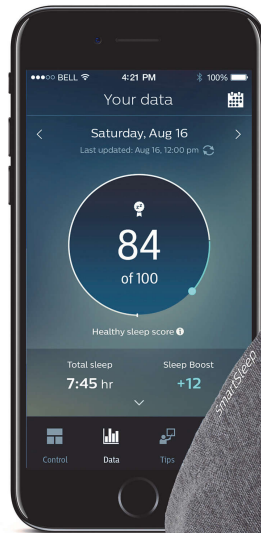 BELL 4:21 PM 100%
Your data
Saturday, Aug 16
Last updated: Aug 16, 12:00 pm
84
of 100
Healthy sleep score
Total sleep Sleep Boost
7:45 hr +12
SmartSleep
Control Data Tips